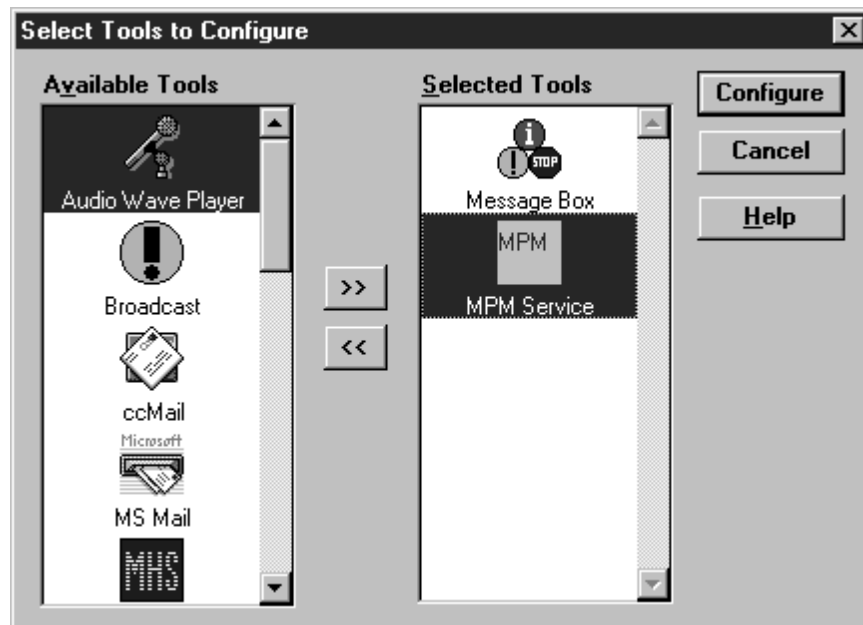 Select Tools to Configure
Available Tools
Audio Wave Player
Broadcast
ccMail
Microsoft
MS Mail
MHS
>>
<<
Selected Tools
i
! STOP
Message Box
MPM
MPM Service
Configure
Cancel
Help